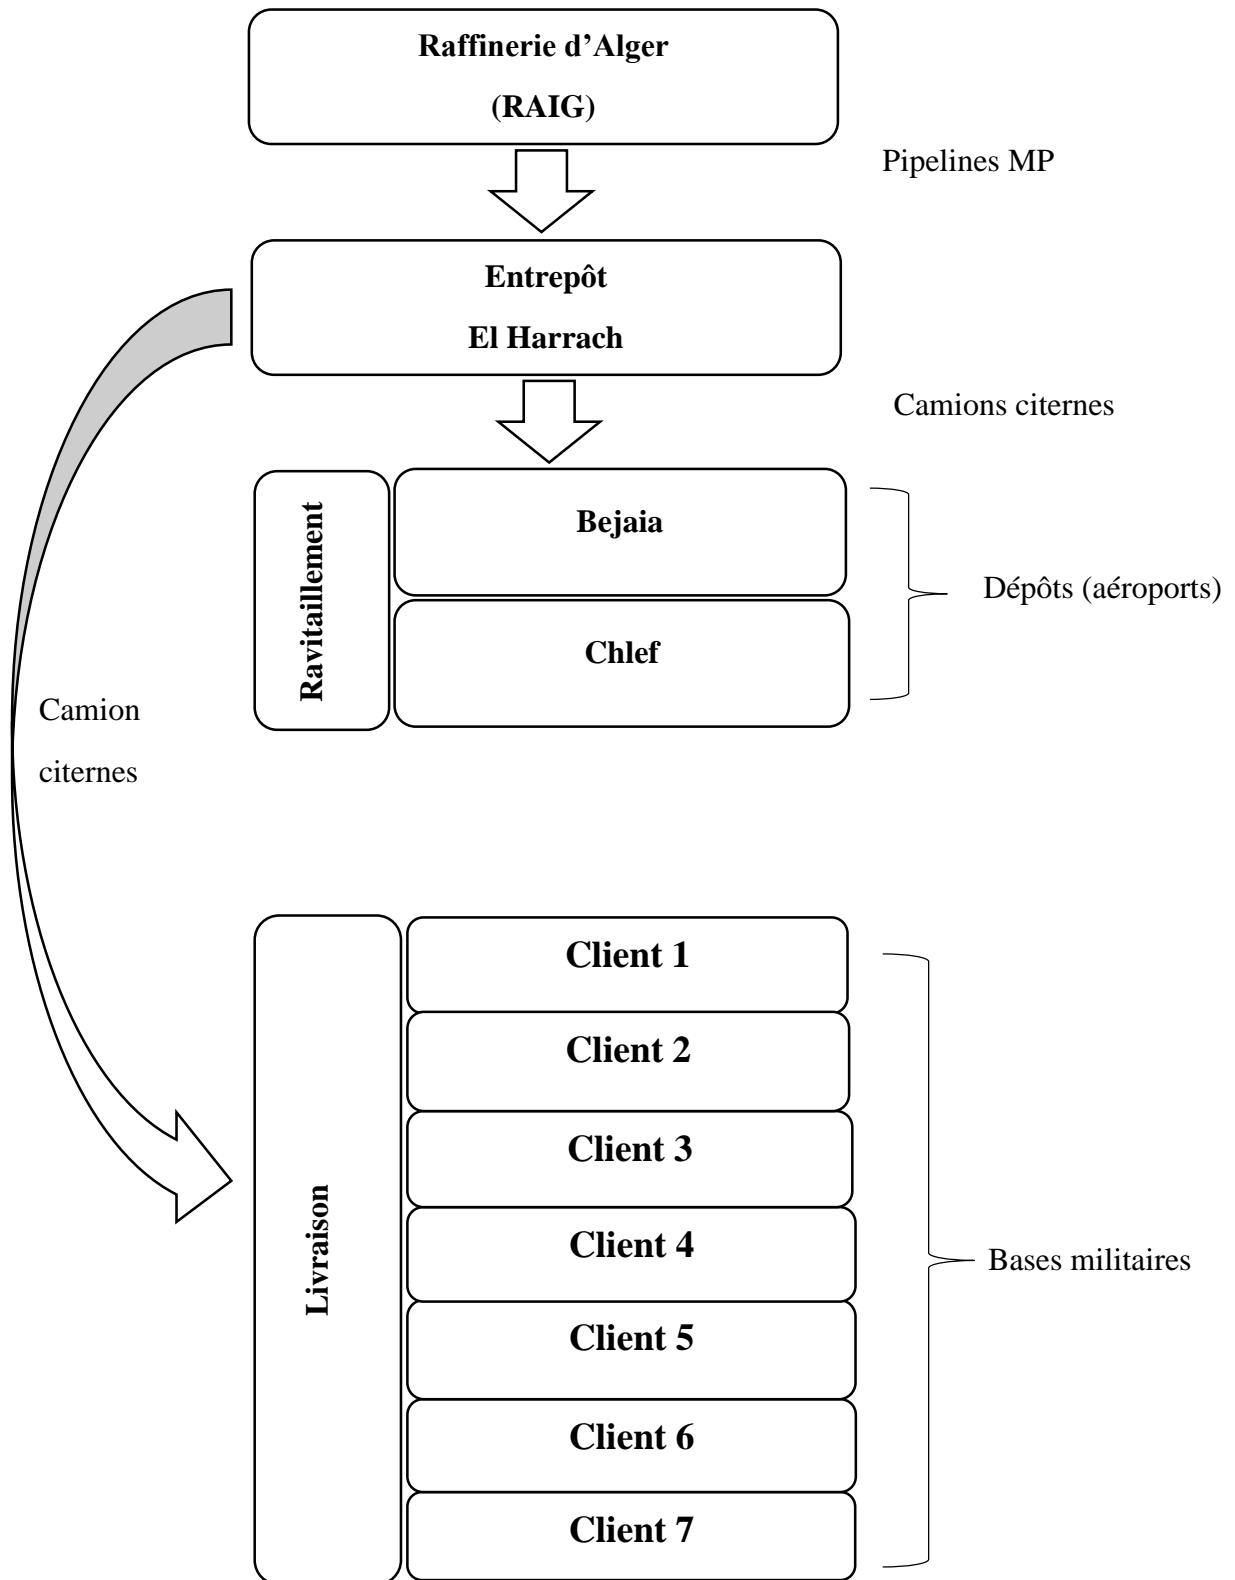 Raffinerie d’Alger
(RAIG)
Pipelines MP
Entrepôt
El Harrach
Camions citernes
Ravitaillement
Bejaia
Chlef
Dépôts (aéroports)
Camion
citernes
Livraison
Client 1
Client 2
Client 3
Client 4
Client 5
Client 6
Client 7
Bases militaires